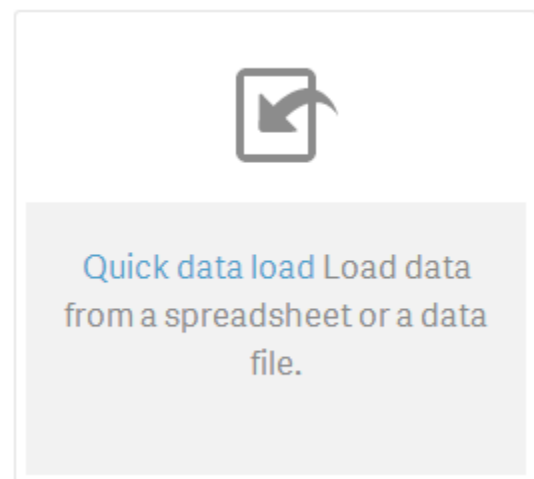 Quick data load Load data
from a spreadsheet or a data
file.